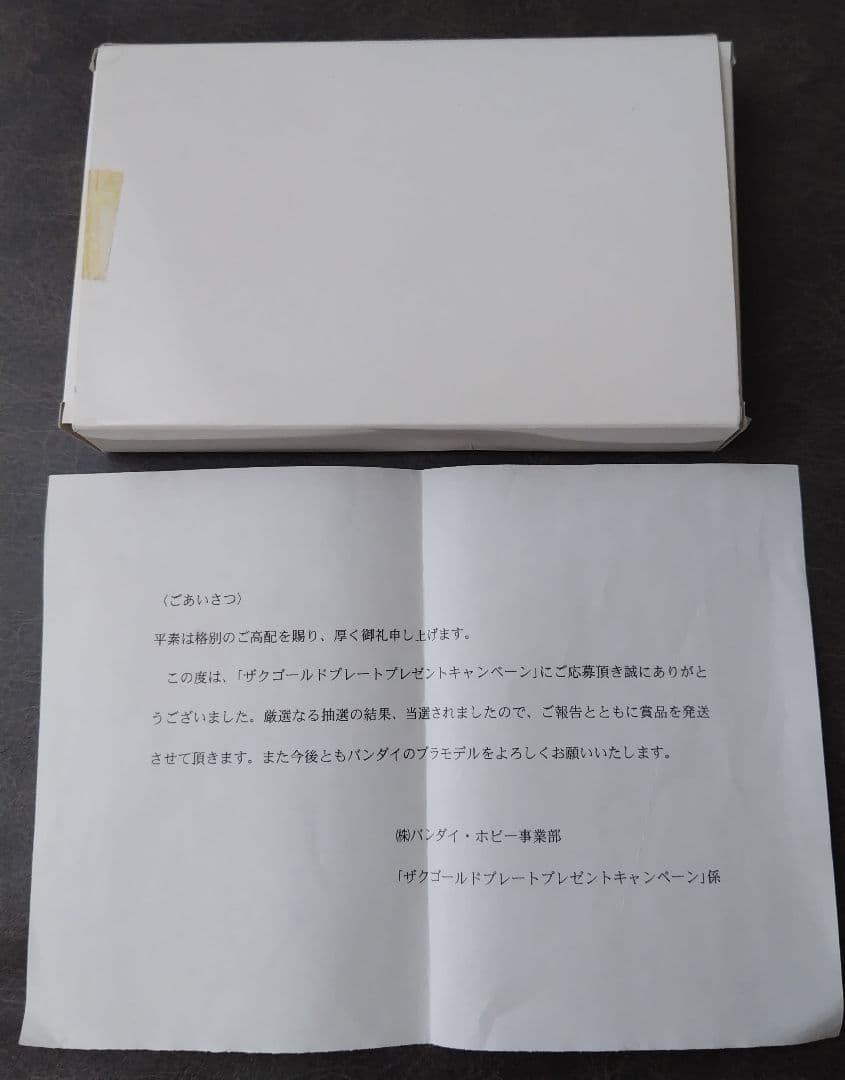 〈ごあいさつ〉
平素は格別のご高配を賜り、厚く御礼申し上げます。
この度は、「ザクゴールドプレートプレゼントキャンペーン」にご応募頂き誠にありがと
うございました。厳選なる抽選の結果、当選されましたので、ご報告とともに賞品を発送
させて頂きます。また今後ともバンダイのプラモデルをよろしくお願いいたします。
㈱バンダイ・ホビー事業部
「ザクゴールドプレートプレゼントキャンペーン」係